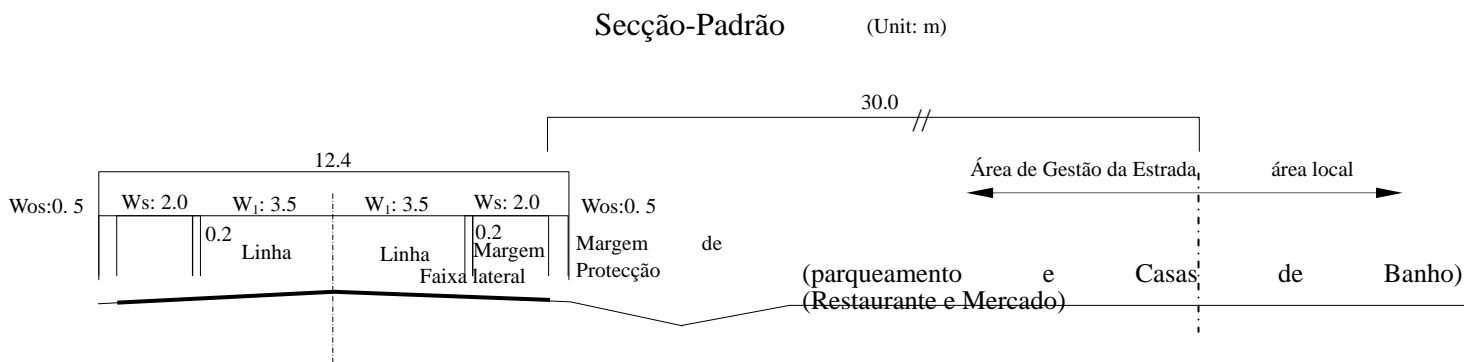 Secção-Padrão (Unit: m)
30.0
12.4
Área de Gestão da Estrada área local
Wos:0. 5 Ws: 2.0 W₁: 3.5 W₁: 3.5 Ws: 2.0 Wos:0. 5
0.2 Linha Linha 0.2 Margem Margem de
Faixa lateral Protecção
(parqueamento e Casas de Banho)
(Restaurante e Mercado)